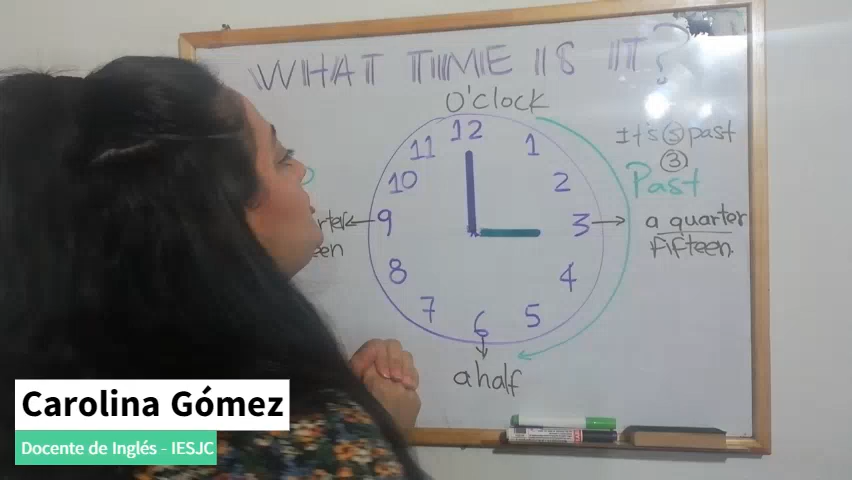 WHAT TIME IS IT?
O'clock
It's 5 past
3
Past
12
11
1
10
2
9
3
a quarter
fifteen
8
4
7
5
6
a half
Carolina Gómez
Docente de Inglés - IESJC